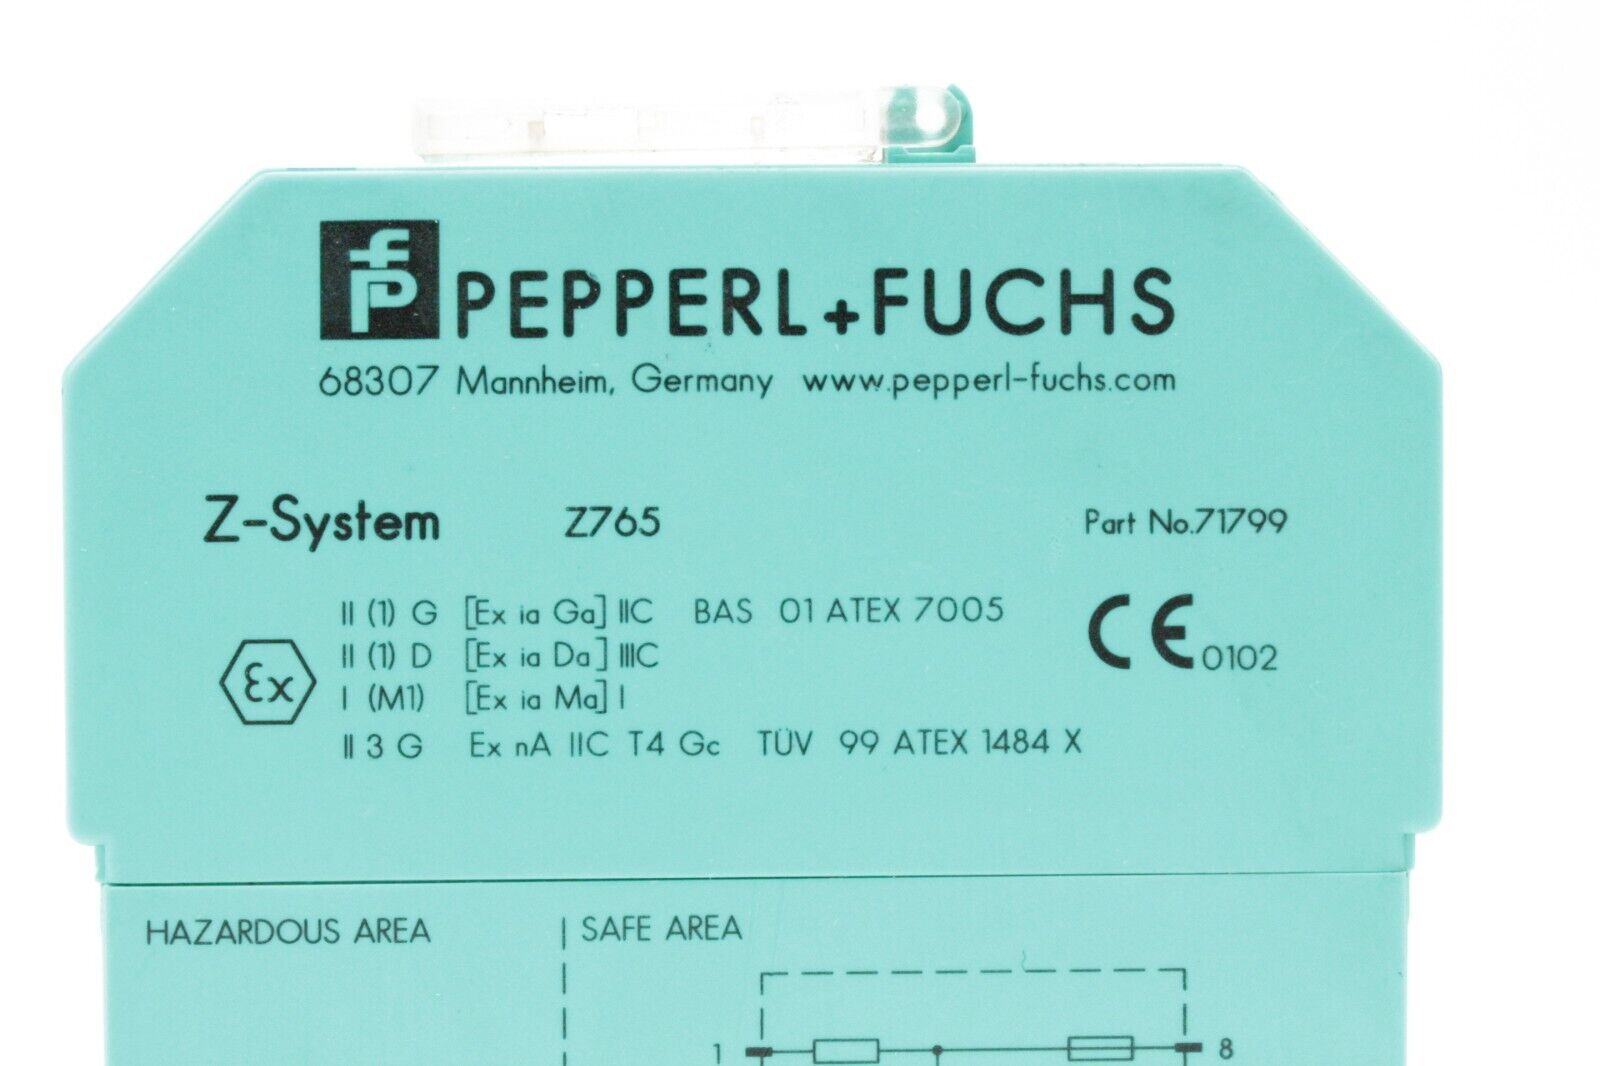 fP PEPPERL+FUCHS
68307 Mannheim, Germany www.pepperl-fuchs.com
Z-System Z765 Part No.71799
II (1) G [Ex ia Ga] IIC BAS 01 ATEX 7005
II (1) D [Ex ia Da] IIIC
I (M1) [Ex ia Ma] I
II 3 G Ex nA IIC T4 Gc TÜV 99 ATEX 1484 X
Ex
CE 0102
HAZARDOUS AREA SAFE AREA
1 8